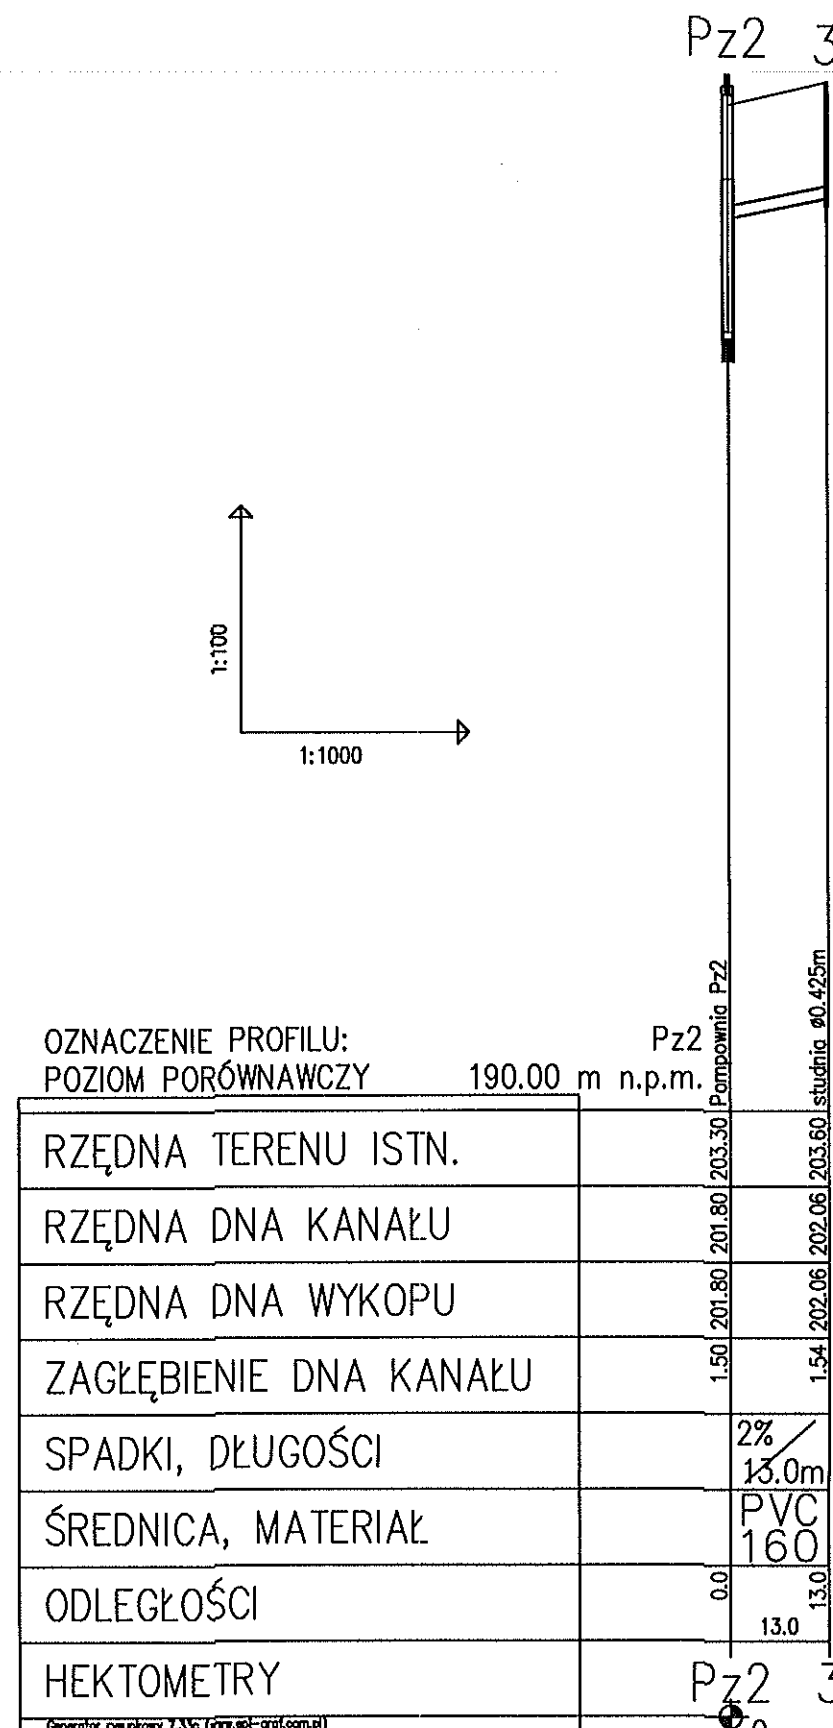 Pz2 3
1:100
1:1000
Pompownia Pz2
studnia ø0.425m
OZNACZENIE PROFILU: Pz2
POZIOM PORÓWNAWCZY 190.00 m n.p.m.
RZĘDNA TERENU ISTN. 203.30 203.60
RZĘDNA DNA KANAŁU 201.80 202.06
RZĘDNA DNA WYKOPU 201.80 202.06
ZAGŁĘBIENIE DNA KANAŁU 1.50 1.54
SPADKI, DŁUGOŚCI 2% 13.0m
ŚREDNICA, MATERIAŁ PVC 160
ODLEGŁOŚCI 0.0 13.0 13.0
HEKTOMETRY Pz2 3